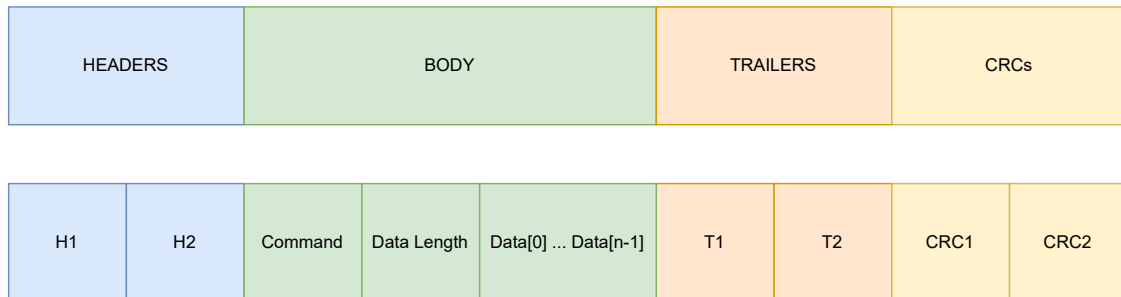 HEADERS BODY TRAILERS CRCs
H1 H2 Command Data Length Data[0] ... Data[n-1] T1 T2 CRC1 CRC2